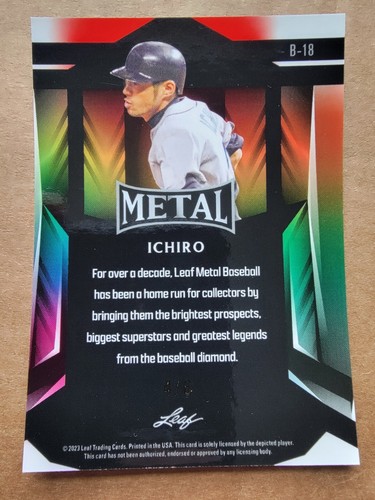 B-18
METAL
ICHIRO
For over a decade, Leaf Metal Baseball
has been a home run for collectors by
bringing them the brightest prospects,
biggest superstars and greatest legends
from the baseball diamond.
Leaf
© 2023 Leaf Trading Cards. Printed in the USA. This card is solely licensed by the depicted player.
This card has not been authorized, endorsed or approved by any licensing body.